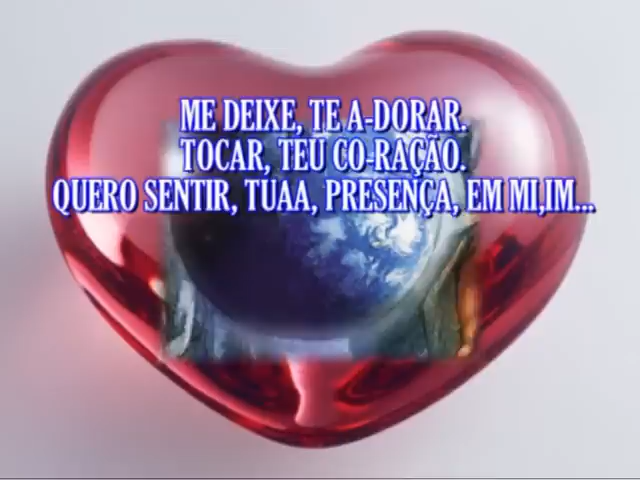 ME DEIXE, TE A-DORAR.
TOCAR, TEU CO-RAÇÃO.
QUERO SENTIR, TUAA, PRESENÇA, EM MI,IM...